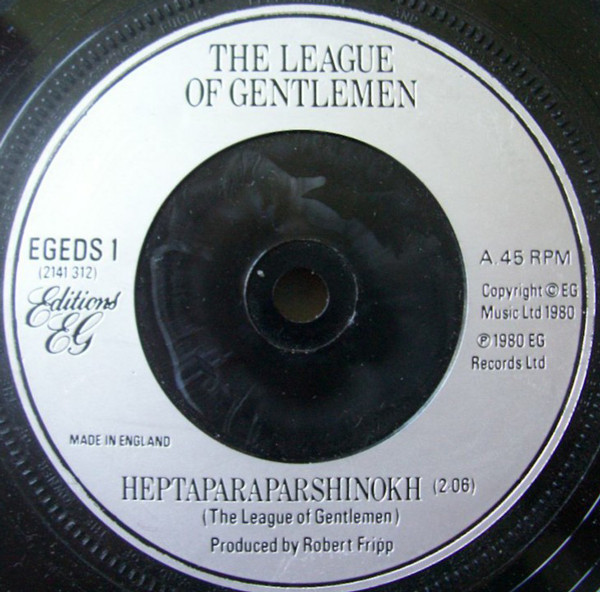 THE LEAGUE
OF GENTLEMEN
EGEDS 1
(2141 312)
Editions
EG
A. 45 RPM
Copyright © EG
Music Ltd 1980
℗ 1980 EG
Records Ltd
MADE IN ENGLAND
HEPTAPARAPARSHINOKH (2·06)
(The League of Gentlemen)
Produced by Robert Fripp